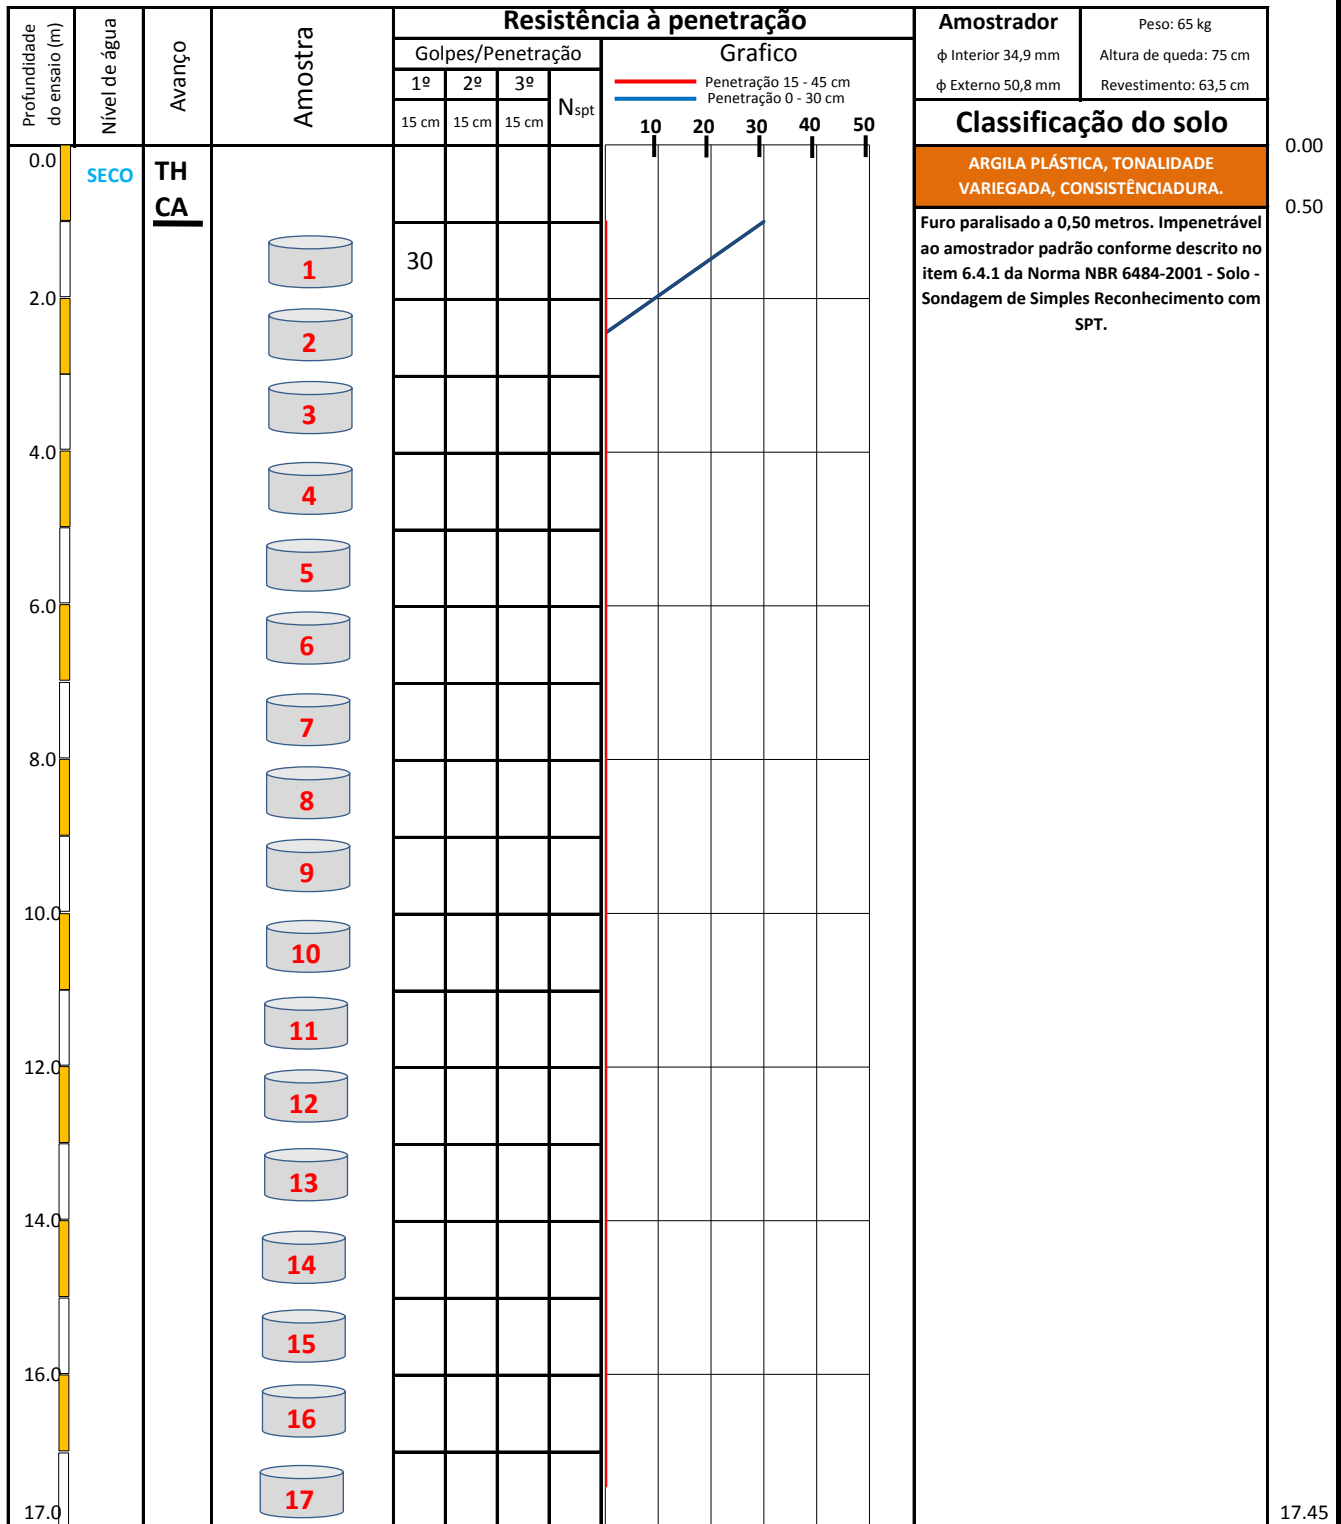 Profundidade
do ensaio (m)
Nível de água
Avanço
Amostra
Resistência à penetração
Golpes/Penetração
1º 2º 3º
15 cm 15 cm 15 cm
Nspt
Grafico
Penetração 15 - 45 cm
Penetração 0 - 30 cm
10 20 30 40 50
Amostrador
ϕ Interior 34,9 mm
ϕ Externo 50,8 mm
Peso: 65 kg
Altura de queda: 75 cm
Revestimento: 63,5 cm
Classificação do solo
0.0
SECO
TH
CA
ARGILA PLÁSTICA, TONALIDADE
VARIEGADA, CONSISTÊNCIADURA.
0.00
0.50
Furo paralisado a 0,50 metros. Impenetrável
ao amostrador padrão conforme descrito no
item 6.4.1 da Norma NBR 6484-2001 - Solo -
Sondagem de Simples Reconhecimento com
SPT.
1
30
2.0
2
3
4.0
4
5
6.0
6
7
8.0
8
9
10.0
10
11
12.0
12
13
14.0
14
15
16.0
16
17
17.0
17.45